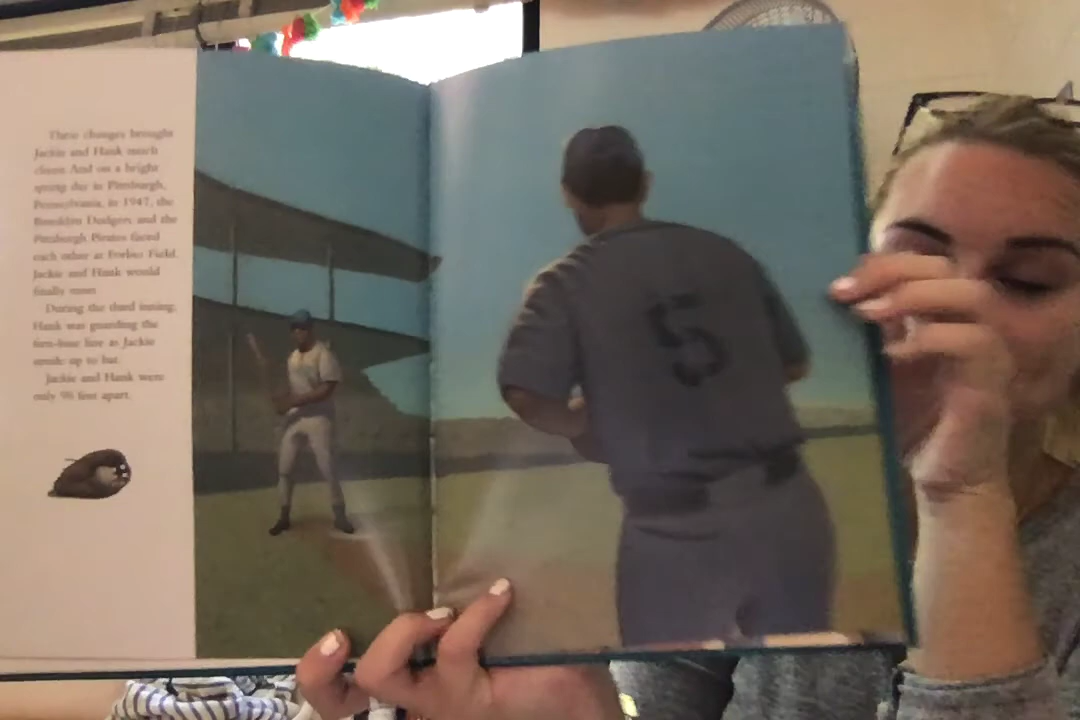 These changes brought
Jackie and Hank much
closer. And on a bright
spring day in Pittsburgh,
Pennsylvania, in 1947, the
Brooklyn Dodgers and the
Pittsburgh Pirates faced
each other at Forbes Field.
Jackie and Hank would
finally meet.
During the third inning,
Hank was guarding the
first-base line as Jackie
strode up to bat.
Jackie and Hank were
only 90 feet apart.
5